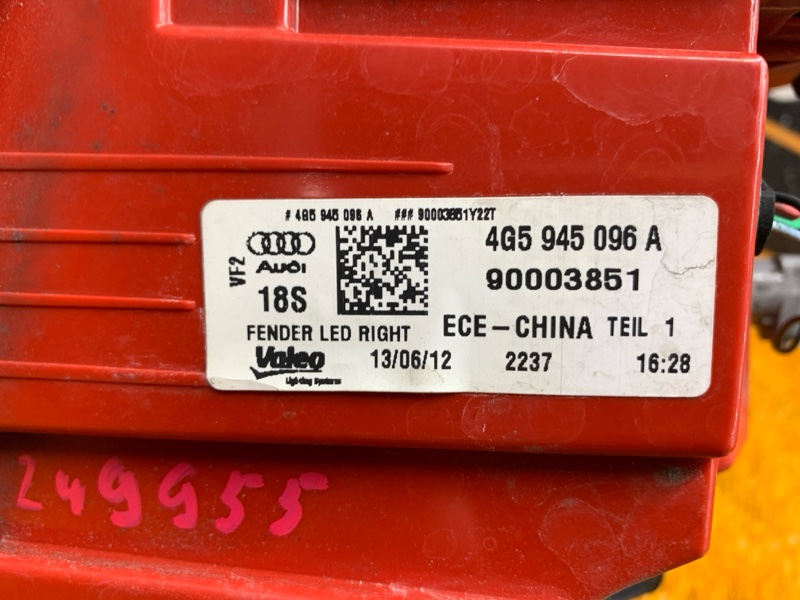 # 4G5 945 096 A ### 90003851Y22T
VF2
Audi
18S
4G5 945 096 A
90003851
FENDER LED RIGHT
ECE-CHINA TEIL 1
Valeo
Lighting Systems
13/06/12 2237 16:28
249955